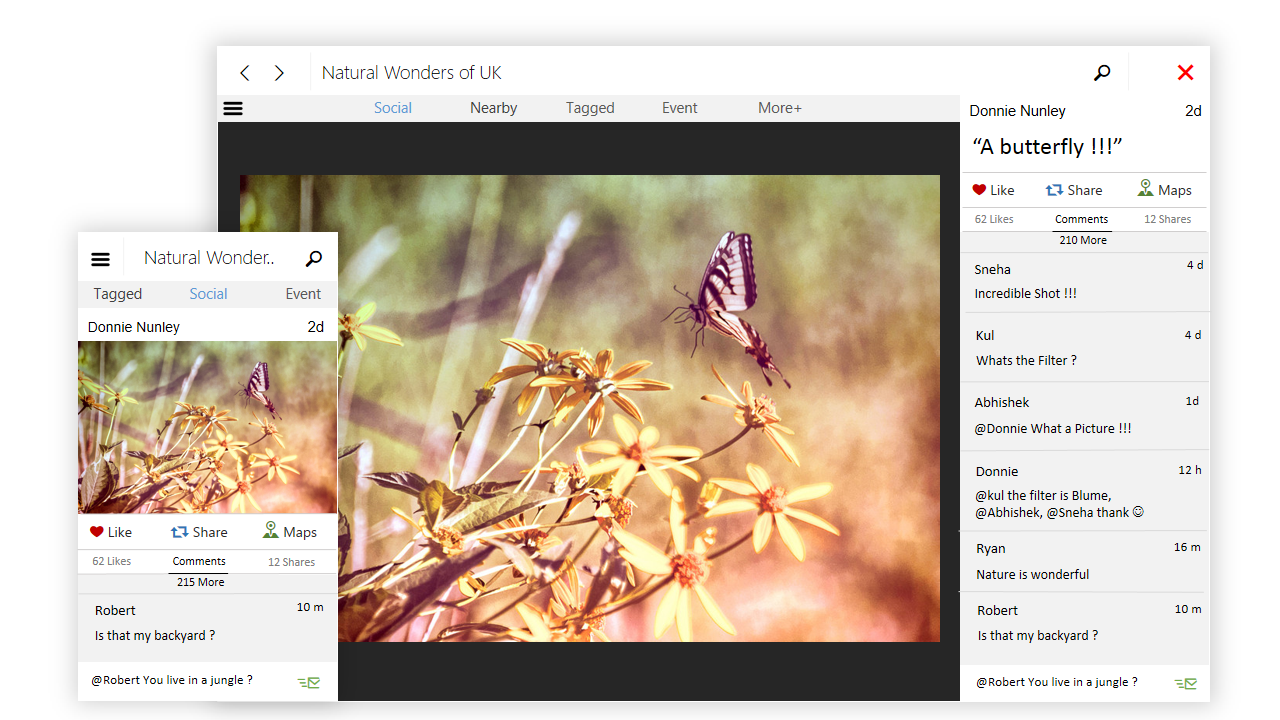 Natural Wonders of UK
Social Nearby Tagged Event More+
Donnie Nunley 2d
“A butterfly !!!”
Like Share Maps
62 Likes Comments 12 Shares
210 More
Sneha 4 d
Incredible Shot !!!
Kul 4 d
Whats the Filter ?
Abhishek 1d
@Donnie What a Picture !!!
Donnie 12 h
@kul the filter is Blume,
@Abhishek, @Sneha thank ☺
Ryan 16 m
Nature is wonderful
Robert 10 m
Is that my backyard ?
@Robert You live in a jungle ?
Natural Wonder..
Tagged Social Event
Donnie Nunley 2d
Like Share Maps
62 Likes Comments 12 Shares
215 More
Robert 10 m
Is that my backyard ?
@Robert You live in a jungle ?